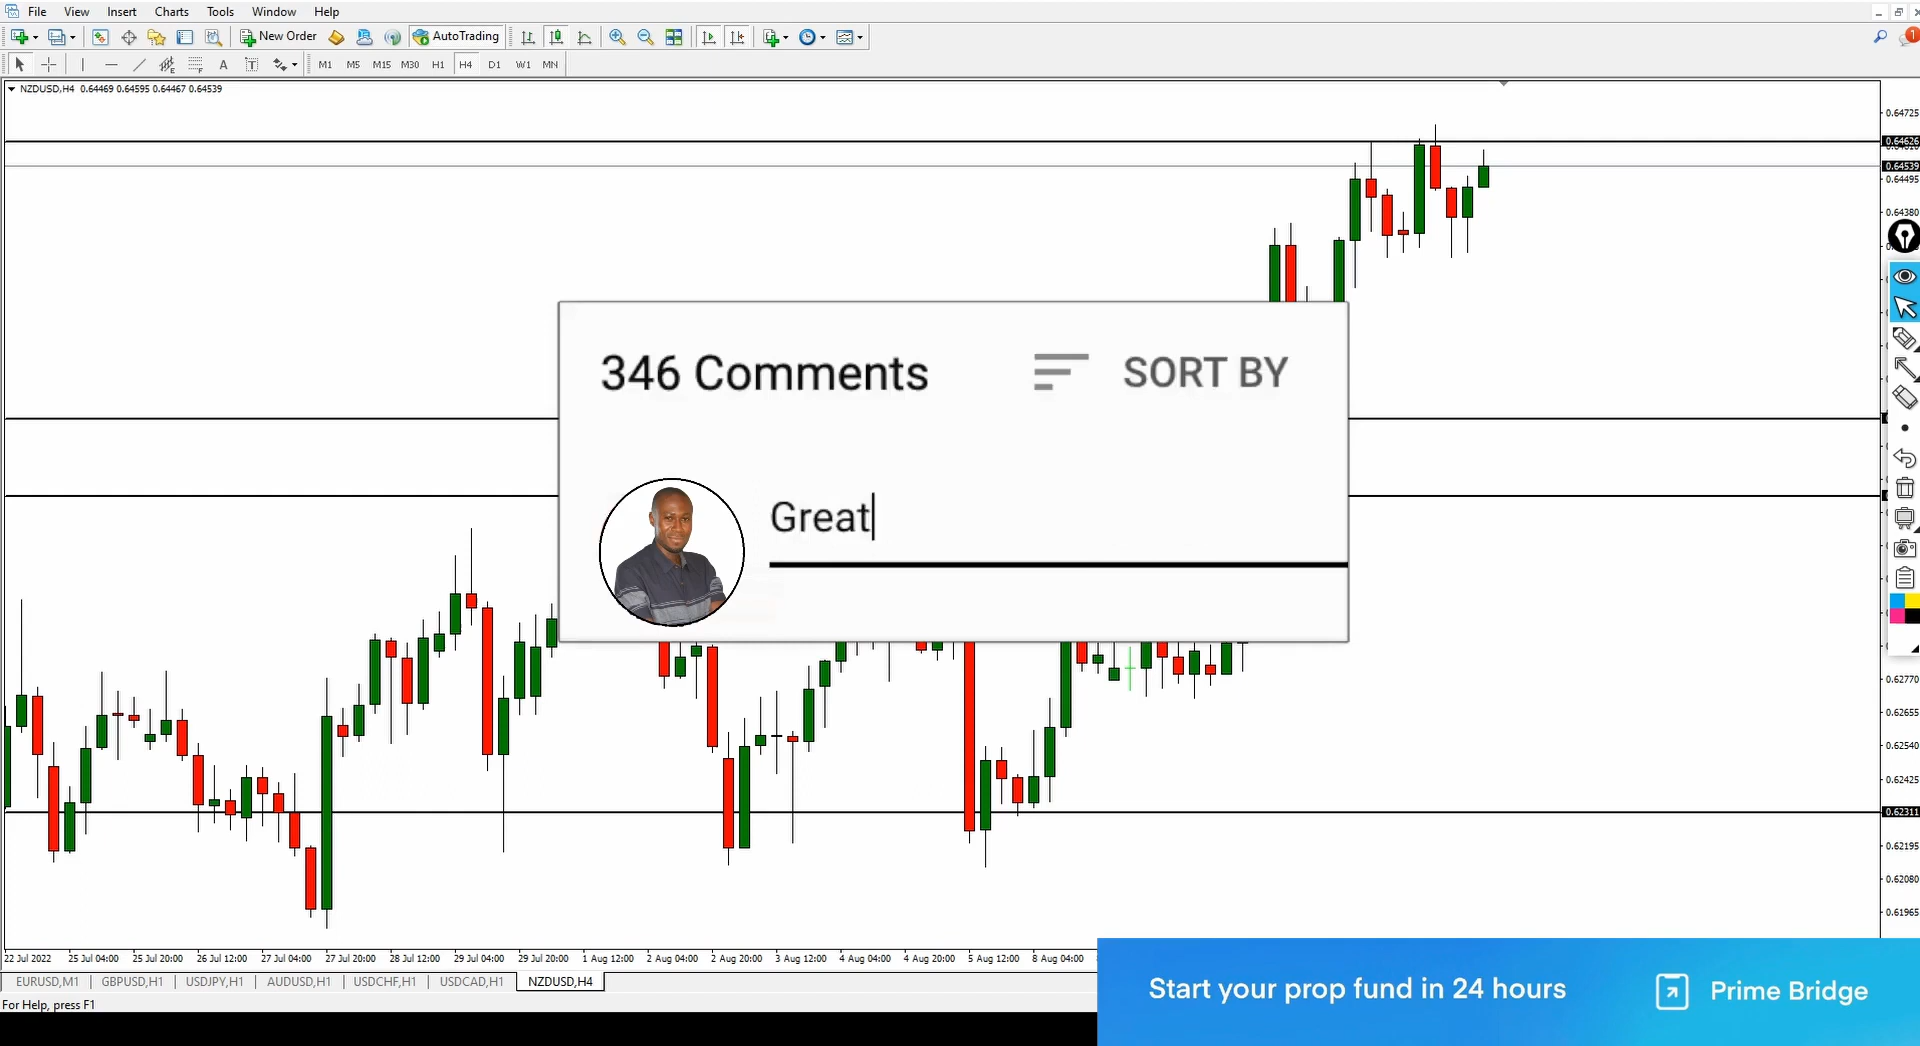 File View Insert Charts Tools Window Help
New Order AutoTrading
1
A T M1 M5 M15 M30 H1 H4 D1 W1 MN
NZDUSD,H4 0.64469 0.64595 0.64467 0.64539
0.64725
0.64626
0.64539
0.64495
0.64380
346 Comments SORT BY
Great
0.62770
0.62655
0.62540
0.62425
0.62311
0.62195
0.62080
0.61965
22 Jul 2022 25 Jul 04:00 25 Jul 20:00 26 Jul 12:00 27 Jul 04:00 27 Jul 20:00 28 Jul 12:00 29 Jul 04:00 29 Jul 20:00 1 Aug 12:00 2 Aug 04:00 2 Aug 20:00 3 Aug 12:00 4 Aug 04:00 4 Aug 20:00 5 Aug 12:00 8 Aug 04:00
EURUSD,M1 GBPUSD,H1 USDJPY,H1 AUDUSD,H1 USDCHF,H1 USDCAD,H1 NZDUSD,H4
Start your prop fund in 24 hours Prime Bridge
For Help, press F1